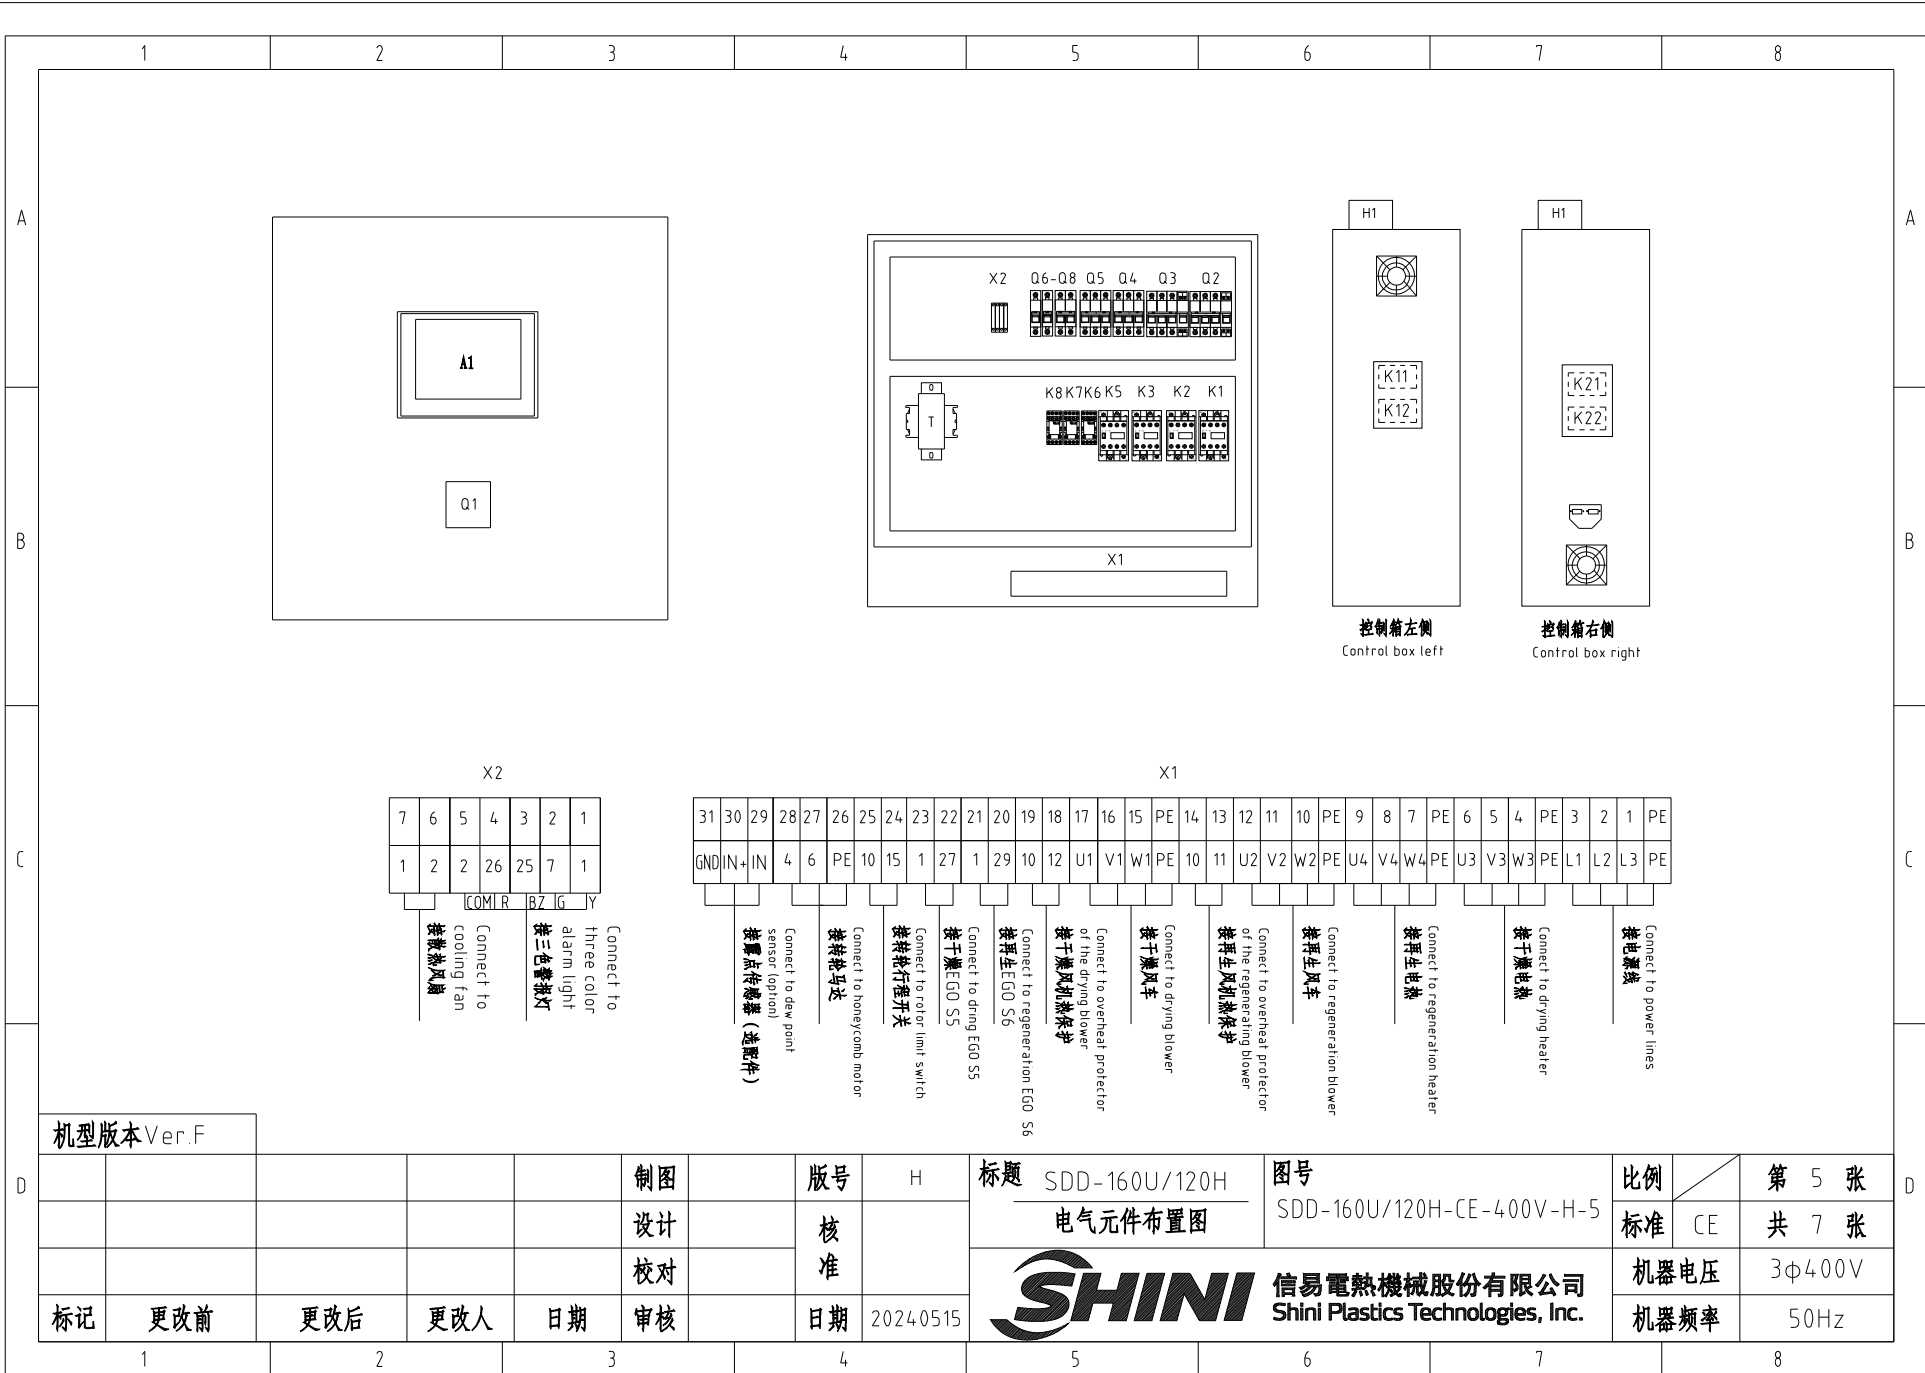 1 2 3 4 5 6 7 8
A A
H1 H1
X2 Q6-Q8 Q5 Q4 Q3 Q2
A1
K11
K12
K21
K22
K8 K7 K6 K5 K3 K2 K1
T
Q1
B B
X1
控制箱左侧
Control box left
控制箱右侧
Control box right
X2
7 6 5 4 3 2 1
1 2 2 26 25 7 1
COM R BZ G Y
接散热风扇
Connect to
cooling fan
接三色警报灯
Connect to
three color
alarm light
X1
31 30 29 28 27 26 25 24 23 22 21 20 19 18 17 16 15 PE 14 13 12 11 10 PE 9 8 7 PE 6 5 4 PE 3 2 1 PE
GND IN+ IN 4 6 PE 10 15 1 27 1 29 10 12 U1 V1 W1 PE 10 11 U2 V2 W2 PE U4 V4 W4 PE U3 V3 W3 PE L1 L2 L3 PE
C C
接露点传感器（选配件）
Connect to dew point
sensor (option)
接转轮马达
Connect to honeycomb motor
接转轮行程开关
Connect to rotor limit switch
接干燥EGO S5
Connect to dring EGO S5
接再生EGO S6
Connect to regeneration EGO S6
接干燥风机热保护
Connect to overheat protector
of the drying blower
接干燥风车
Connect to drying blower
接再生风机热保护
Connect to overheat protector
of the regenerating blower
接再生风车
Connect to regeneration blower
接再生电热
Connect to regeneration heater
接干燥电热
Connect to drying heater
接电源线
Connect to power lines
机型版本Ver.F
D D
制图 版号 H 标题 SDD-160U/120H 图号 比例 第 5 张
设计 核准 电气元件布置图 SDD-160U/120H-CE-400V-H-5 标准 CE 共 7 张
校对 机器电压 3ф400V
SHINI 信易電熱機械股份有限公司
Shini Plastics Technologies, Inc.
标记 更改前 更改后 更改人 日期 审核 日期 20240515 机器频率 50Hz
1 2 3 4 5 6 7 8